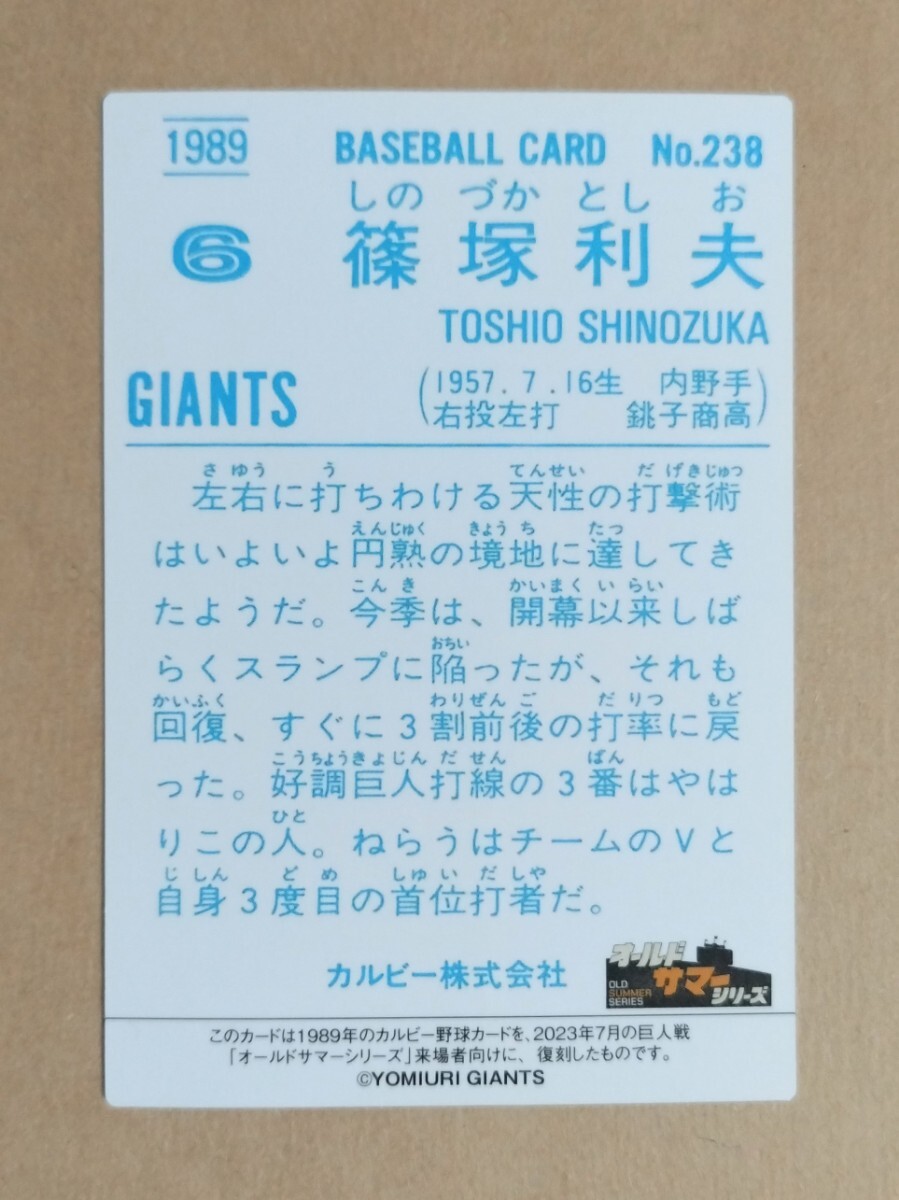 1989 BASEBALL CARD No.238
しの づか とし お
6 篠塚利夫
TOSHIO SHINOZUKA
GIANTS (1957.7.16生 内野手
右投左打 銚子商高)
さゆう う てんせい だ げきじゅつ
左右に打ちわける天性の打撃術
えんじゅく きょうち たっ
はいよいよ円熟の境地に達してき
こんき かいまくいらい
たようだ。今季は、開幕以来しば
おちい
らくスランプに陥ったが、それも
かいふく わりぜんご だりつ もど
回復、すぐに3割前後の打率に戻
こうちょうきょじんだせん ばん
った。好調巨人打線の3番はやは
ひと
りこの人。ねらうはチームのVと
じしん どめ しゅいだしゃ
自身3度目の首位打者だ。
カルビー株式会社
オールド
サマー
シリーズ
OLD
SUMMER
SERIES
このカードは1989年のカルビー野球カードを、2023年7月の巨人戦
「オールドサマーシリーズ」来場者向けに、復刻したものです。
©YOMIURI GIANTS